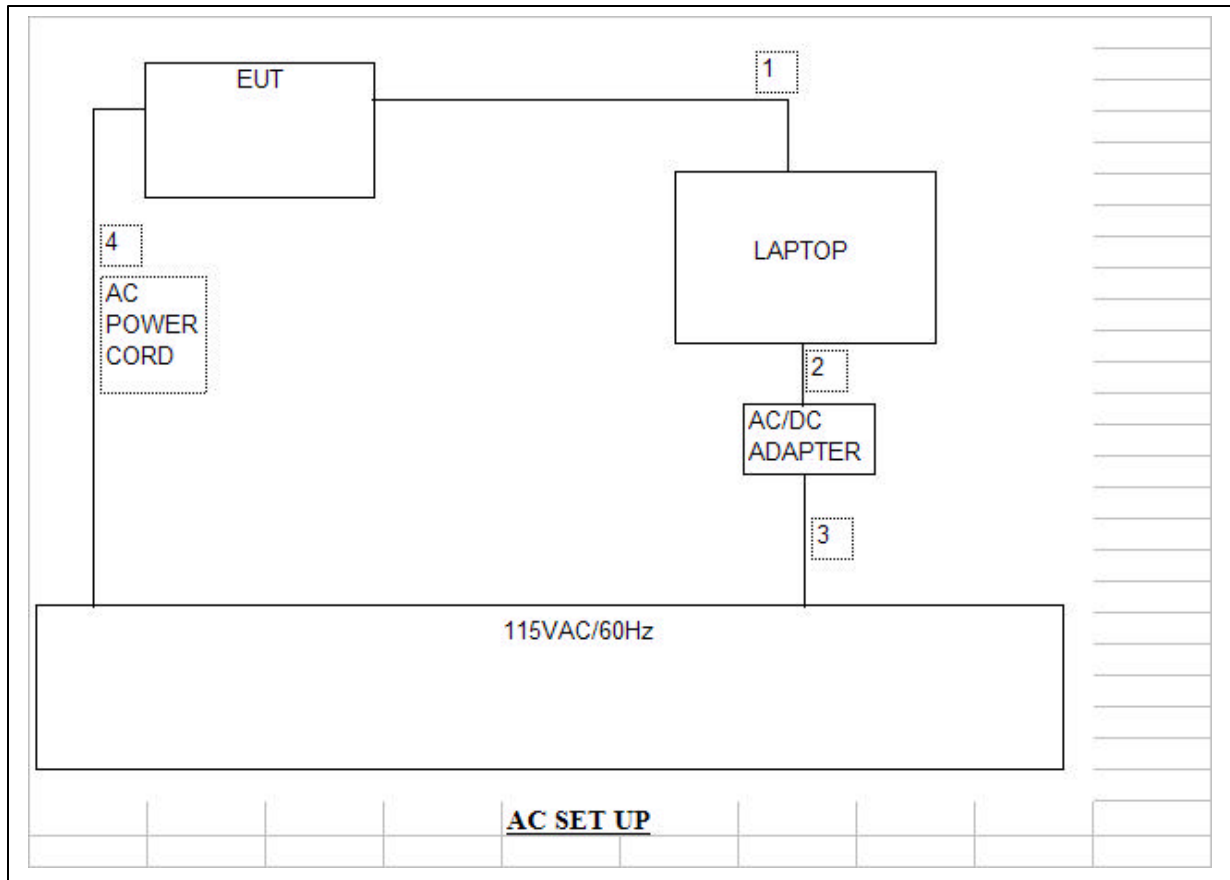 EUT
1
4
AC
POWER
CORD
LAPTOP
2
AC/DC
ADAPTER
3
115VAC/60Hz
AC SET UP